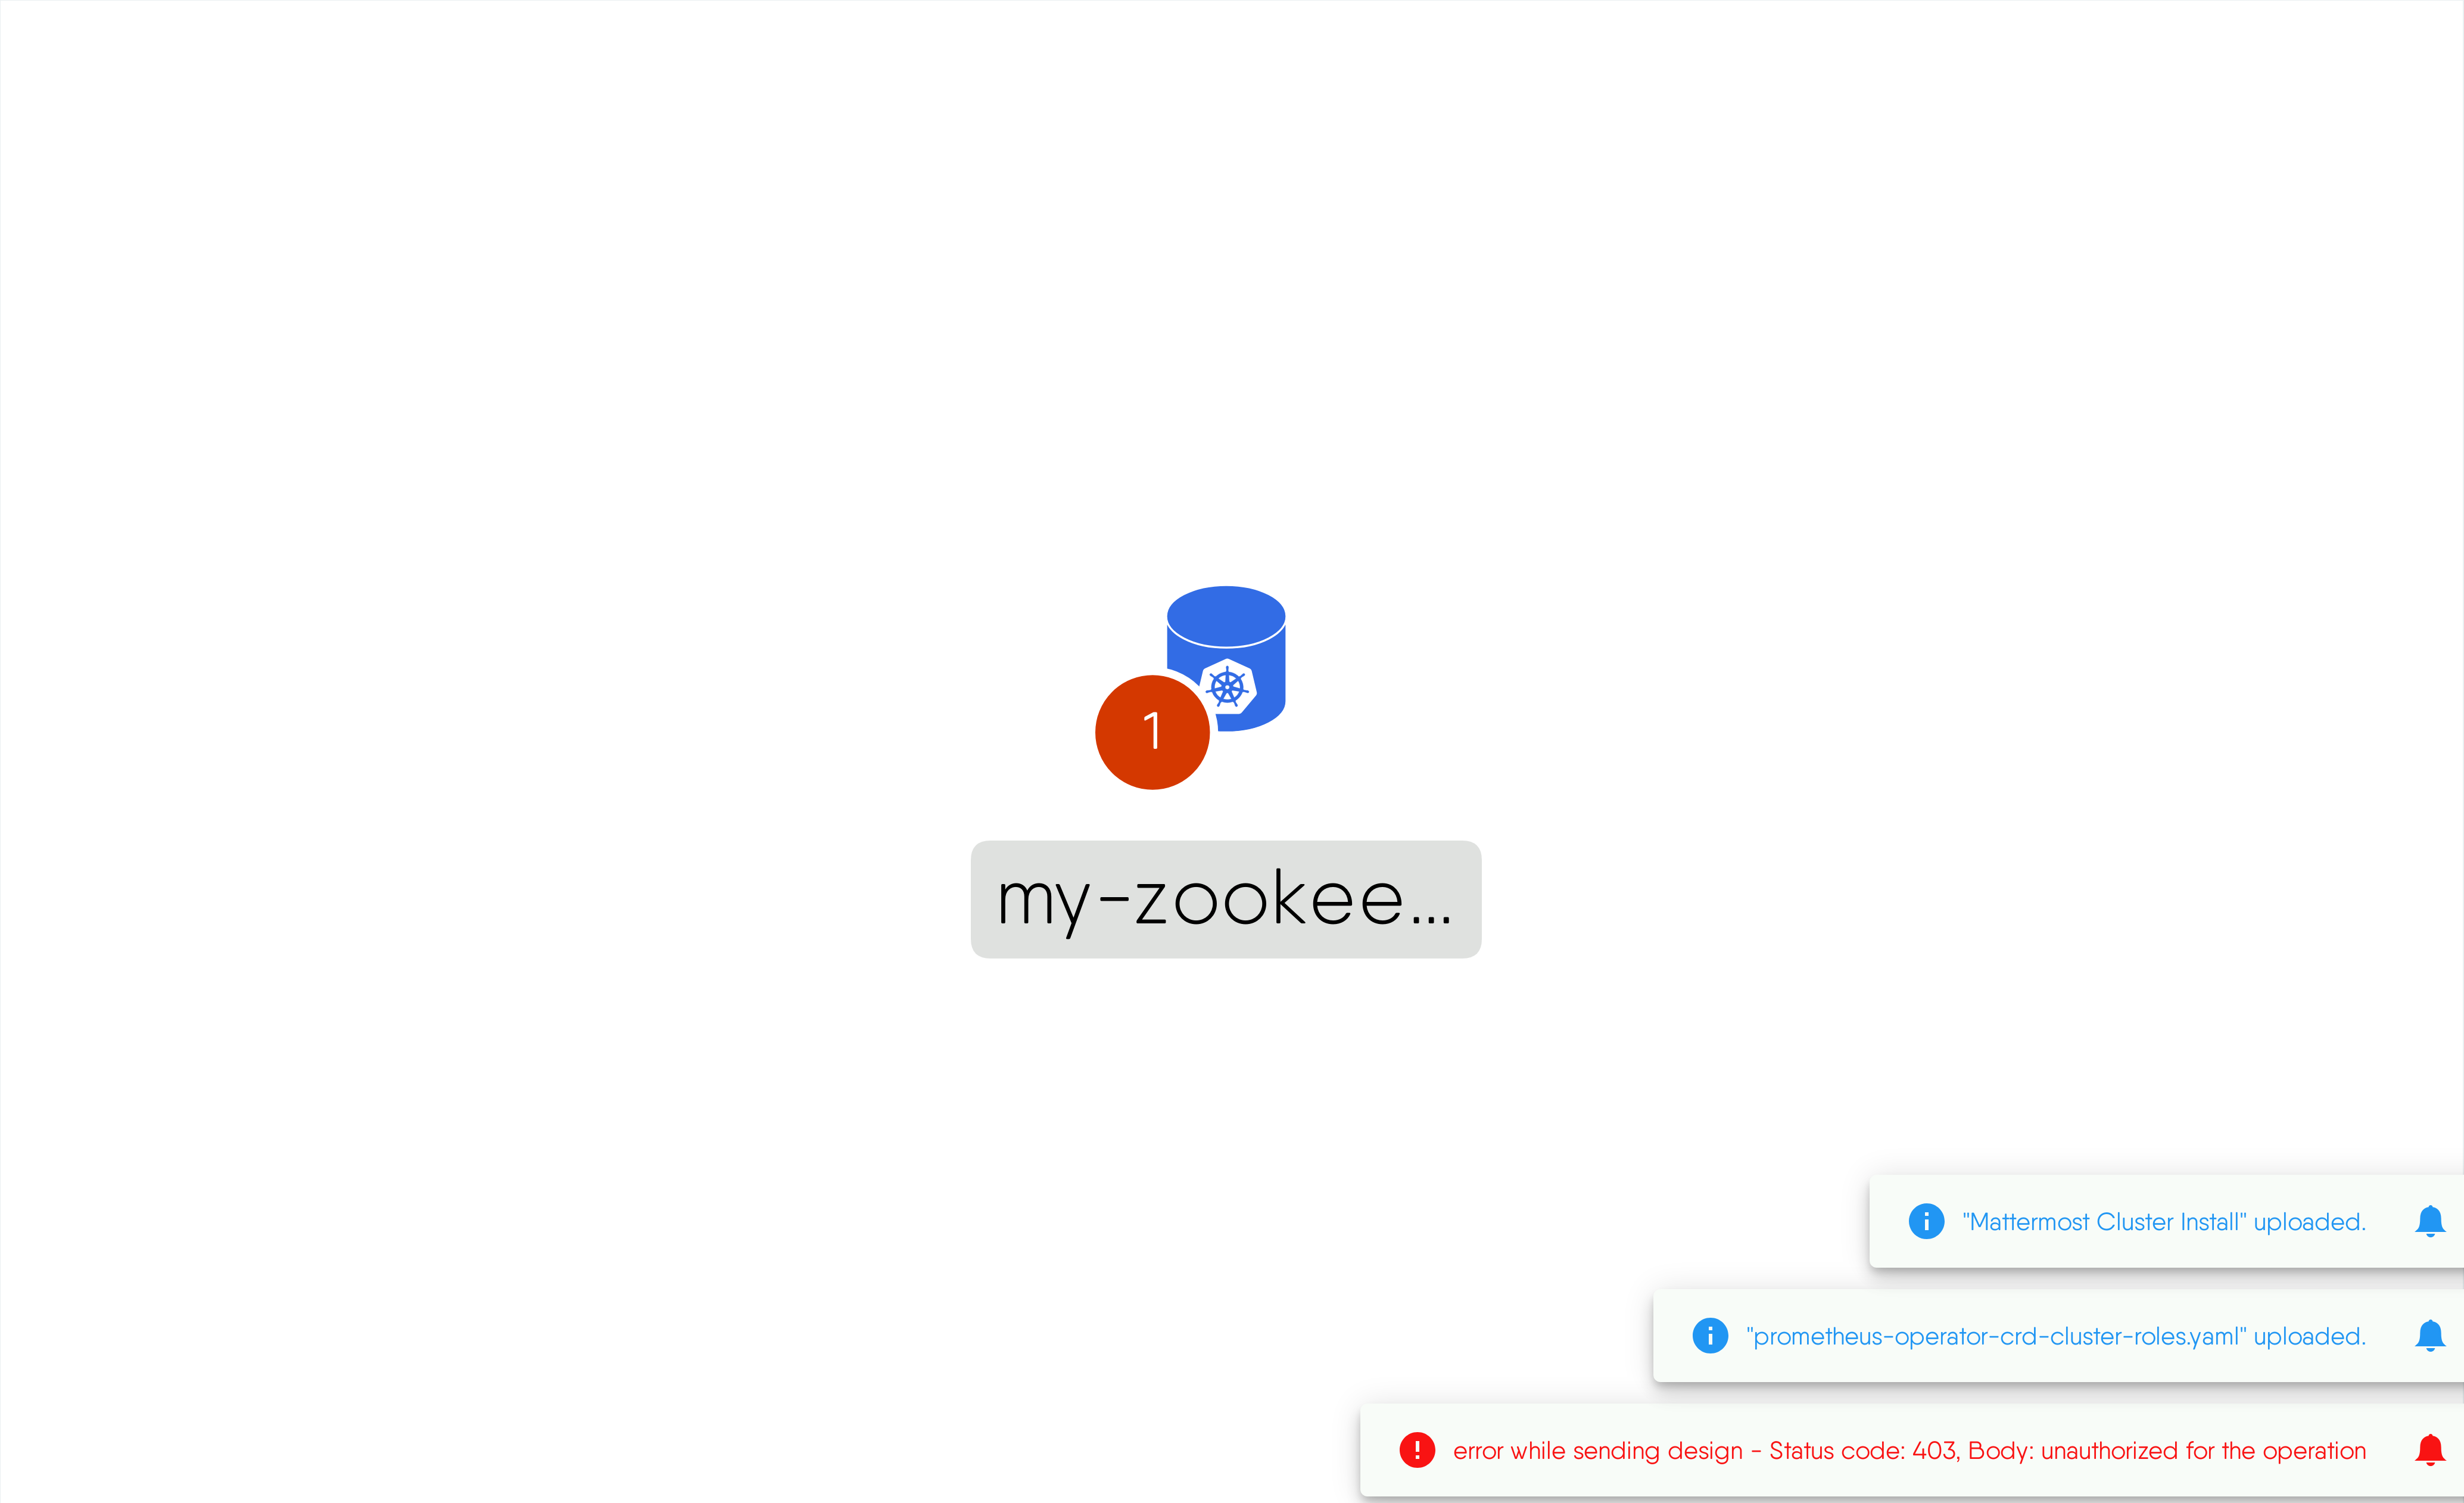 1
my-zookee...
"Mattermost Cluster Install" uploaded.
"prometheus-operator-crd-cluster-roles.yaml" uploaded.
error while sending design - Status code: 403, Body: unauthorized for the operation